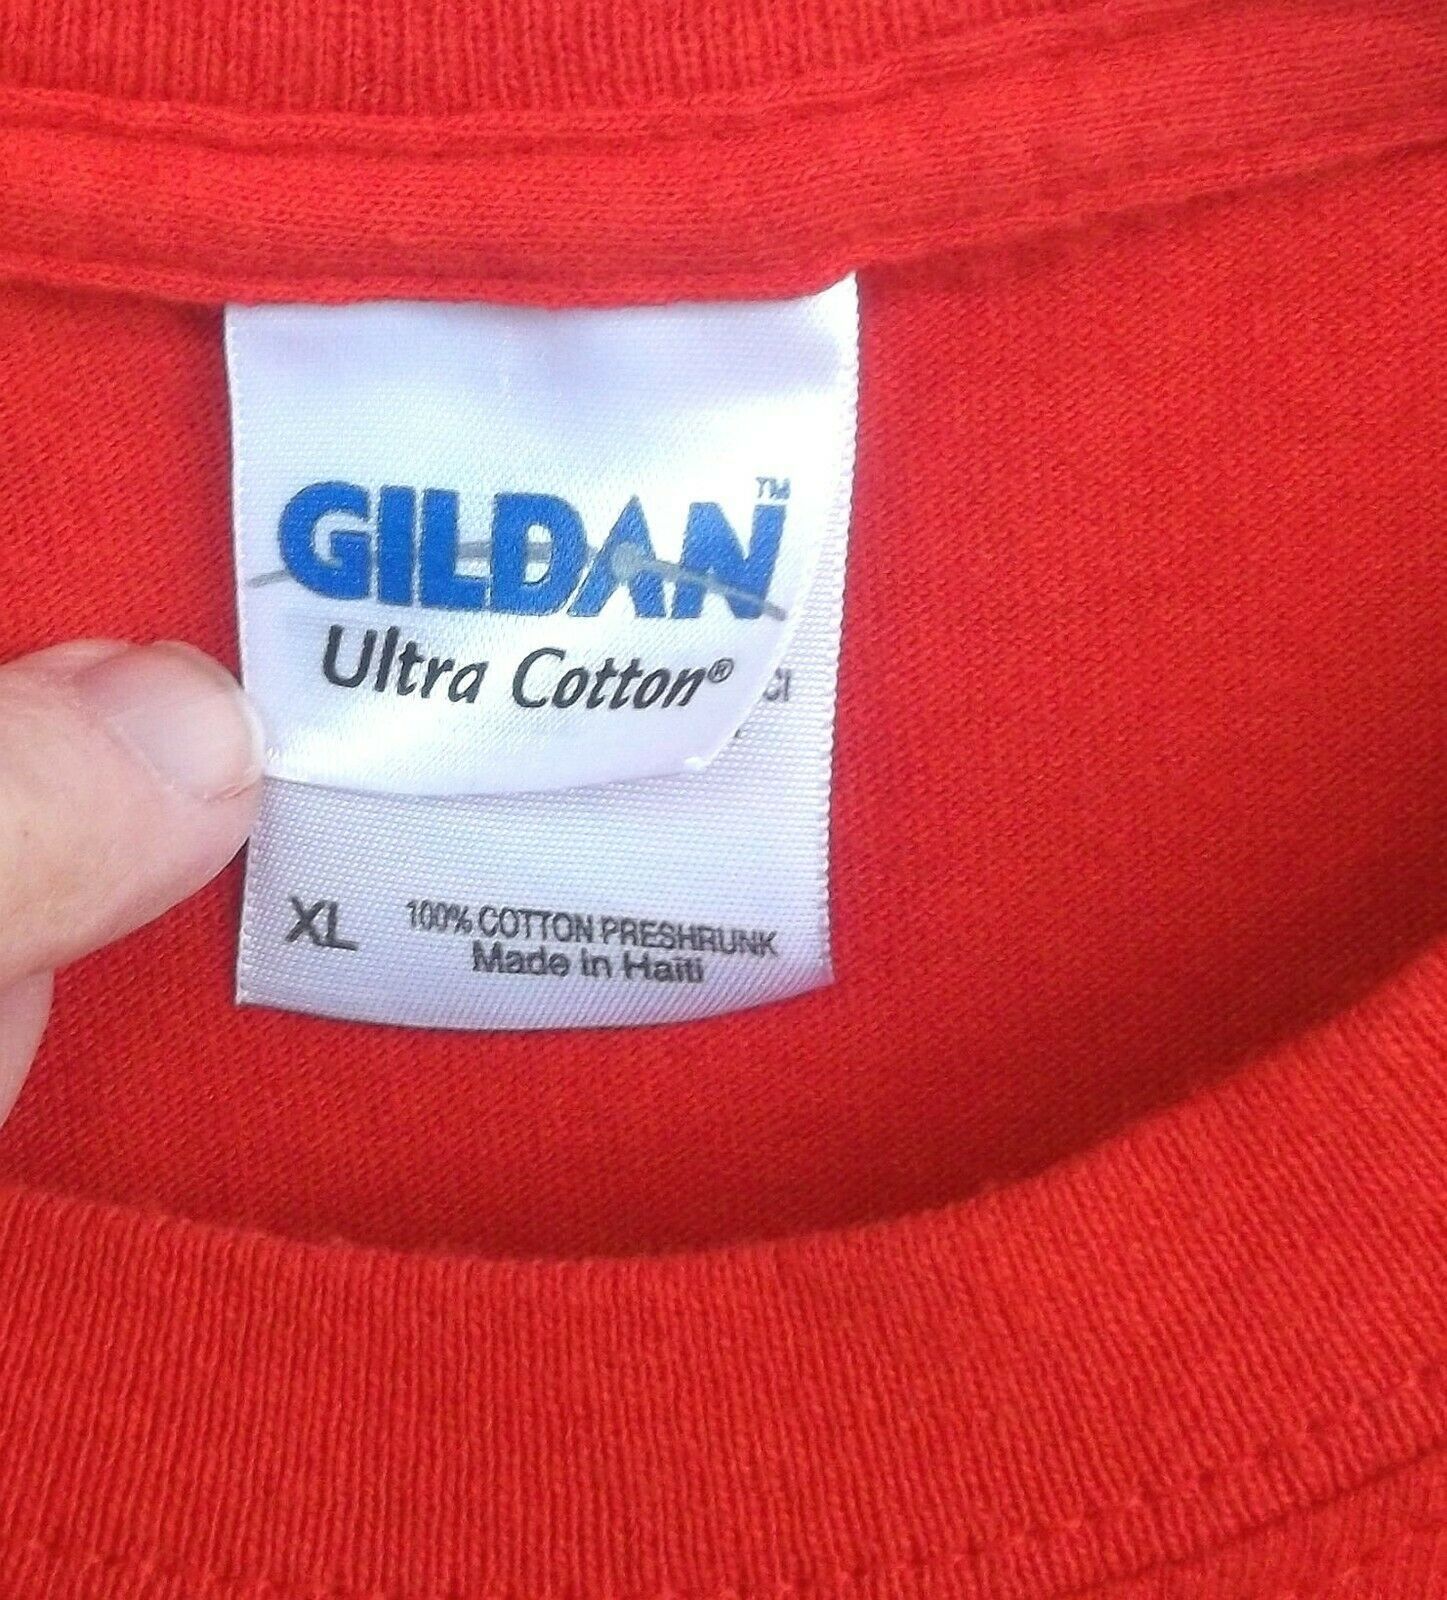 GILDAN™
Ultra Cotton®
XL 100% COTTON PRESHRUNK
Made in Haiti